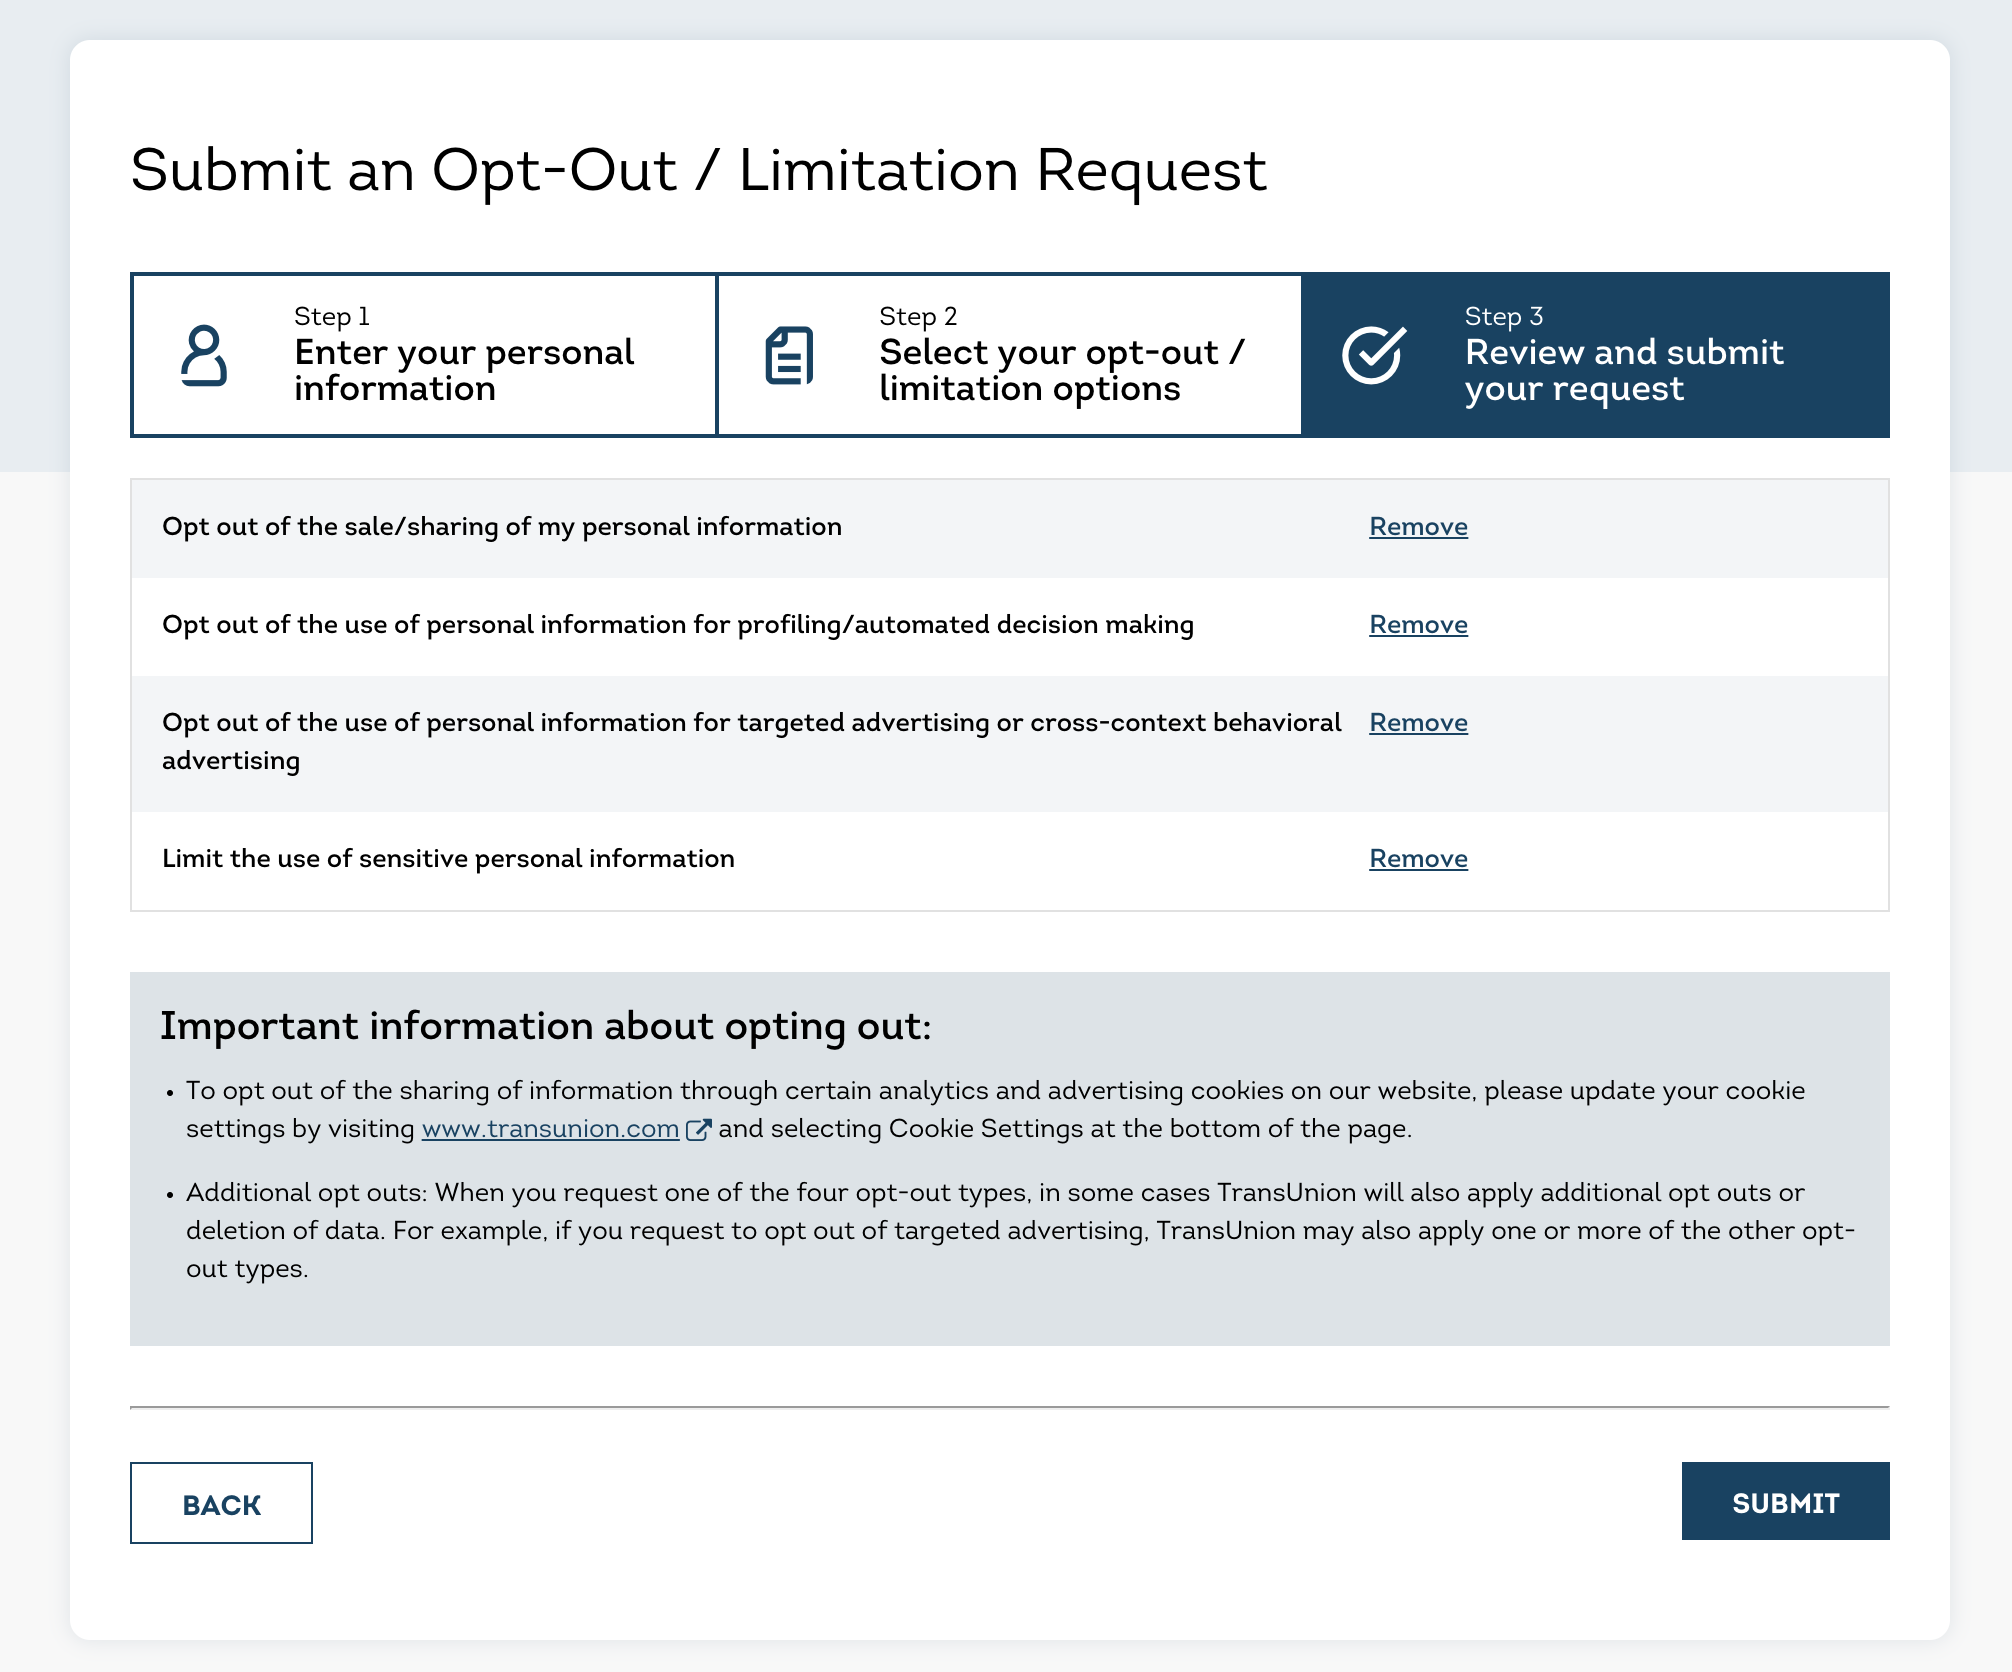 Submit an Opt-Out / Limitation Request
Step 1
Enter your personal
information
Step 2
Select your opt-out /
limitation options
Step 3
Review and submit
your request
Opt out of the sale/sharing of my personal information
Remove
Opt out of the use of personal information for profiling/automated decision making
Remove
Opt out of the use of personal information for targeted advertising or cross-context behavioral
advertising
Remove
Limit the use of sensitive personal information
Remove
Important information about opting out:
• To opt out of the sharing of information through certain analytics and advertising cookies on our website, please update your cookie
settings by visiting www.transunion.com and selecting Cookie Settings at the bottom of the page.
• Additional opt outs: When you request one of the four opt-out types, in some cases TransUnion will also apply additional opt outs or
deletion of data. For example, if you request to opt out of targeted advertising, TransUnion may also apply one or more of the other opt-
out types.
BACK
SUBMIT